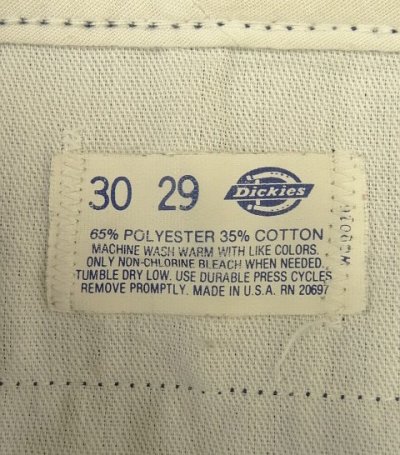 30 29 Dickies
65% POLYESTER 35% COTTON
MACHINE WASH WARM WITH LIKE COLORS.
ONLY NON-CHLORINE BLEACH WHEN NEEDED.
TUMBLE DRY LOW. USE DURABLE PRESS CYCLES
REMOVE PROMPTLY. MADE IN U.S.A. RN 20697